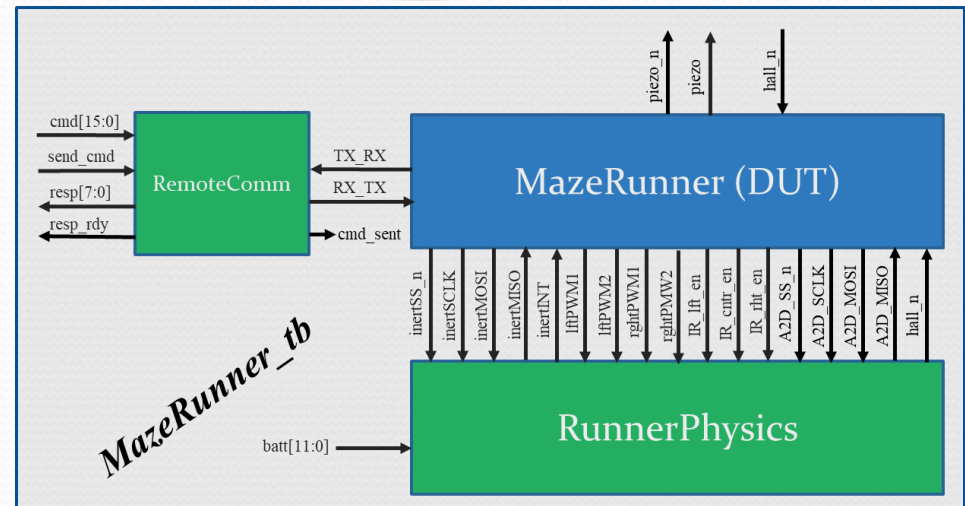 piezo_n
piezo
hall_n
cmd[15:0]
send_cmd
resp[7:0]
resp_rdy
RemoteComm
TX_RX
RX_TX
cmd_sent
MazeRunner (DUT)
inertSS_n
inertSCLK
inertMOSI
inertMISO
inertINT
lftPWM1
lftPWM2
rghtPWM1
rghtPMW2
IR_lft_en
IR_cntr_en
IR_rht_en
A2D_SS_n
A2D_SCLK
A2D_MOSI
A2D_MISO
hall_n
MazeRunner_tb
batt[11:0]
RunnerPhysics